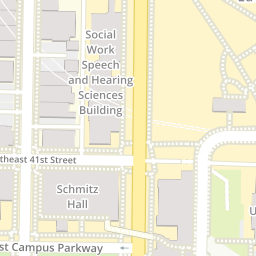 Social
Work
Speech
and Hearing
Sciences
Building
theast 41st Street
Schmitz
Hall
st Campus Parkway